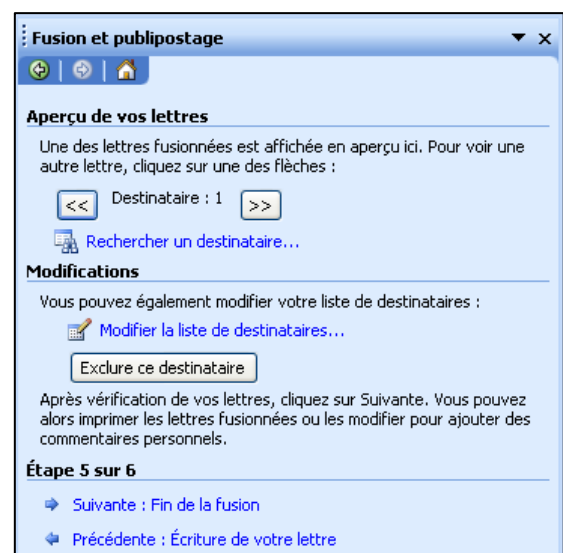 Fusion et publipostage
Aperçu de vos lettres
Une des lettres fusionnées est affichée en aperçu ici. Pour voir une
autre lettre, cliquez sur une des flèches :
<< Destinataire : 1 >>
Rechercher un destinataire...
Modifications
Vous pouvez également modifier votre liste de destinataires :
Modifier la liste de destinataires...
Exclure ce destinataire
Après vérification de vos lettres, cliquez sur Suivante. Vous pouvez
alors imprimer les lettres fusionnées ou les modifier pour ajouter des
commentaires personnels.
Étape 5 sur 6
Suivante : Fin de la fusion
Précédente : Écriture de votre lettre